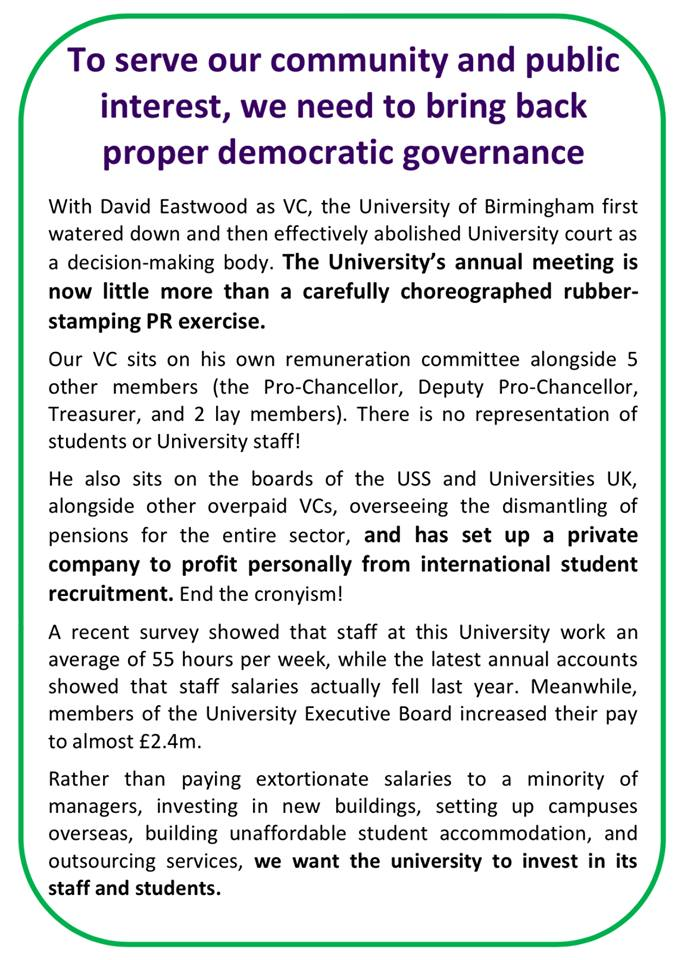 To serve our community and public
interest, we need to bring back
proper democratic governance
With David Eastwood as VC, the University of Birmingham first
watered down and then effectively abolished University court as
a decision-making body. The University’s annual meeting is
now little more than a carefully choreographed rubber-
stamping PR exercise.
Our VC sits on his own remuneration committee alongside 5
other members (the Pro-Chancellor, Deputy Pro-Chancellor,
Treasurer, and 2 lay members). There is no representation of
students or University staff!
He also sits on the boards of the USS and Universities UK,
alongside other overpaid VCs, overseeing the dismantling of
pensions for the entire sector, and has set up a private
company to profit personally from international student
recruitment. End the cronyism!
A recent survey showed that staff at this University work an
average of 55 hours per week, while the latest annual accounts
showed that staff salaries actually fell last year. Meanwhile,
members of the University Executive Board increased their pay
to almost £2.4m.
Rather than paying extortionate salaries to a minority of
managers, investing in new buildings, setting up campuses
overseas, building unaffordable student accommodation, and
outsourcing services, we want the university to invest in its
staff and students.